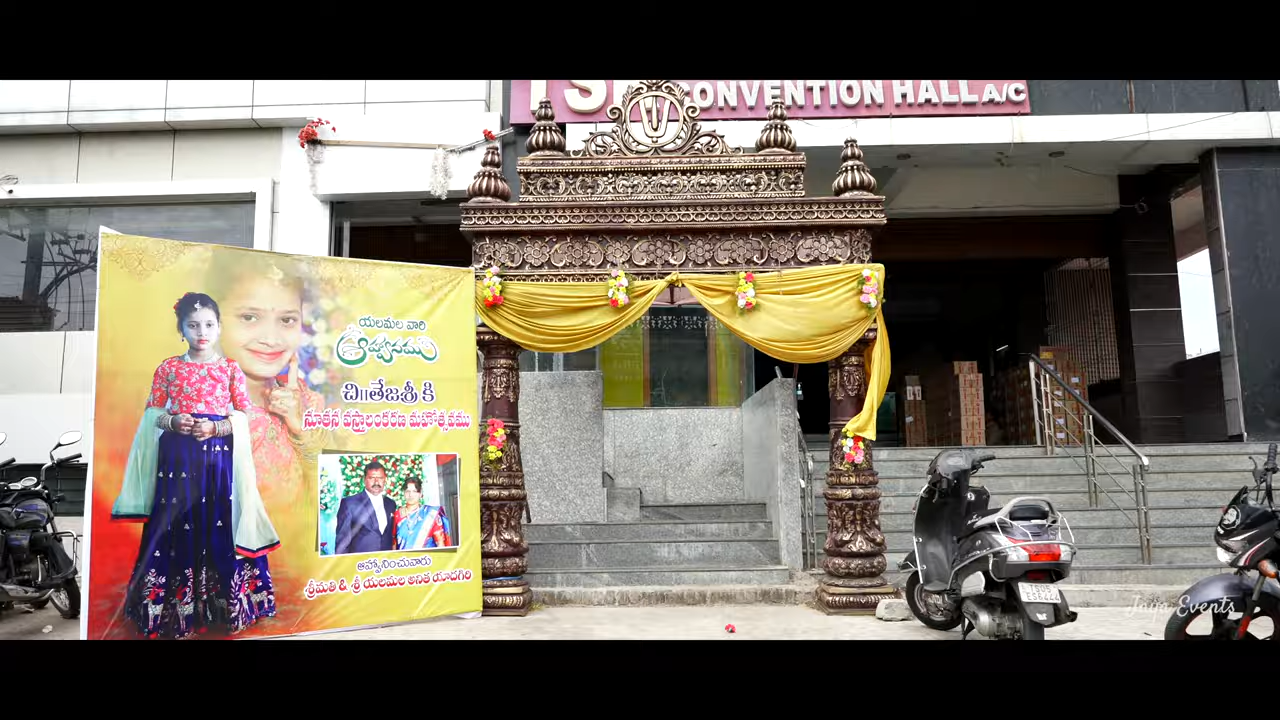 CONVENTION HALL A/C
యలమల వారి
ఆహ్వానము
చి॥తేజశ్రీ కి
నూతన వస్త్రాలంకరణ మహోత్సవము
ఆహ్వానించువారు
శ్రీమతి & శ్రీ యలమల అనిత యాదగిరి
Jaya Events